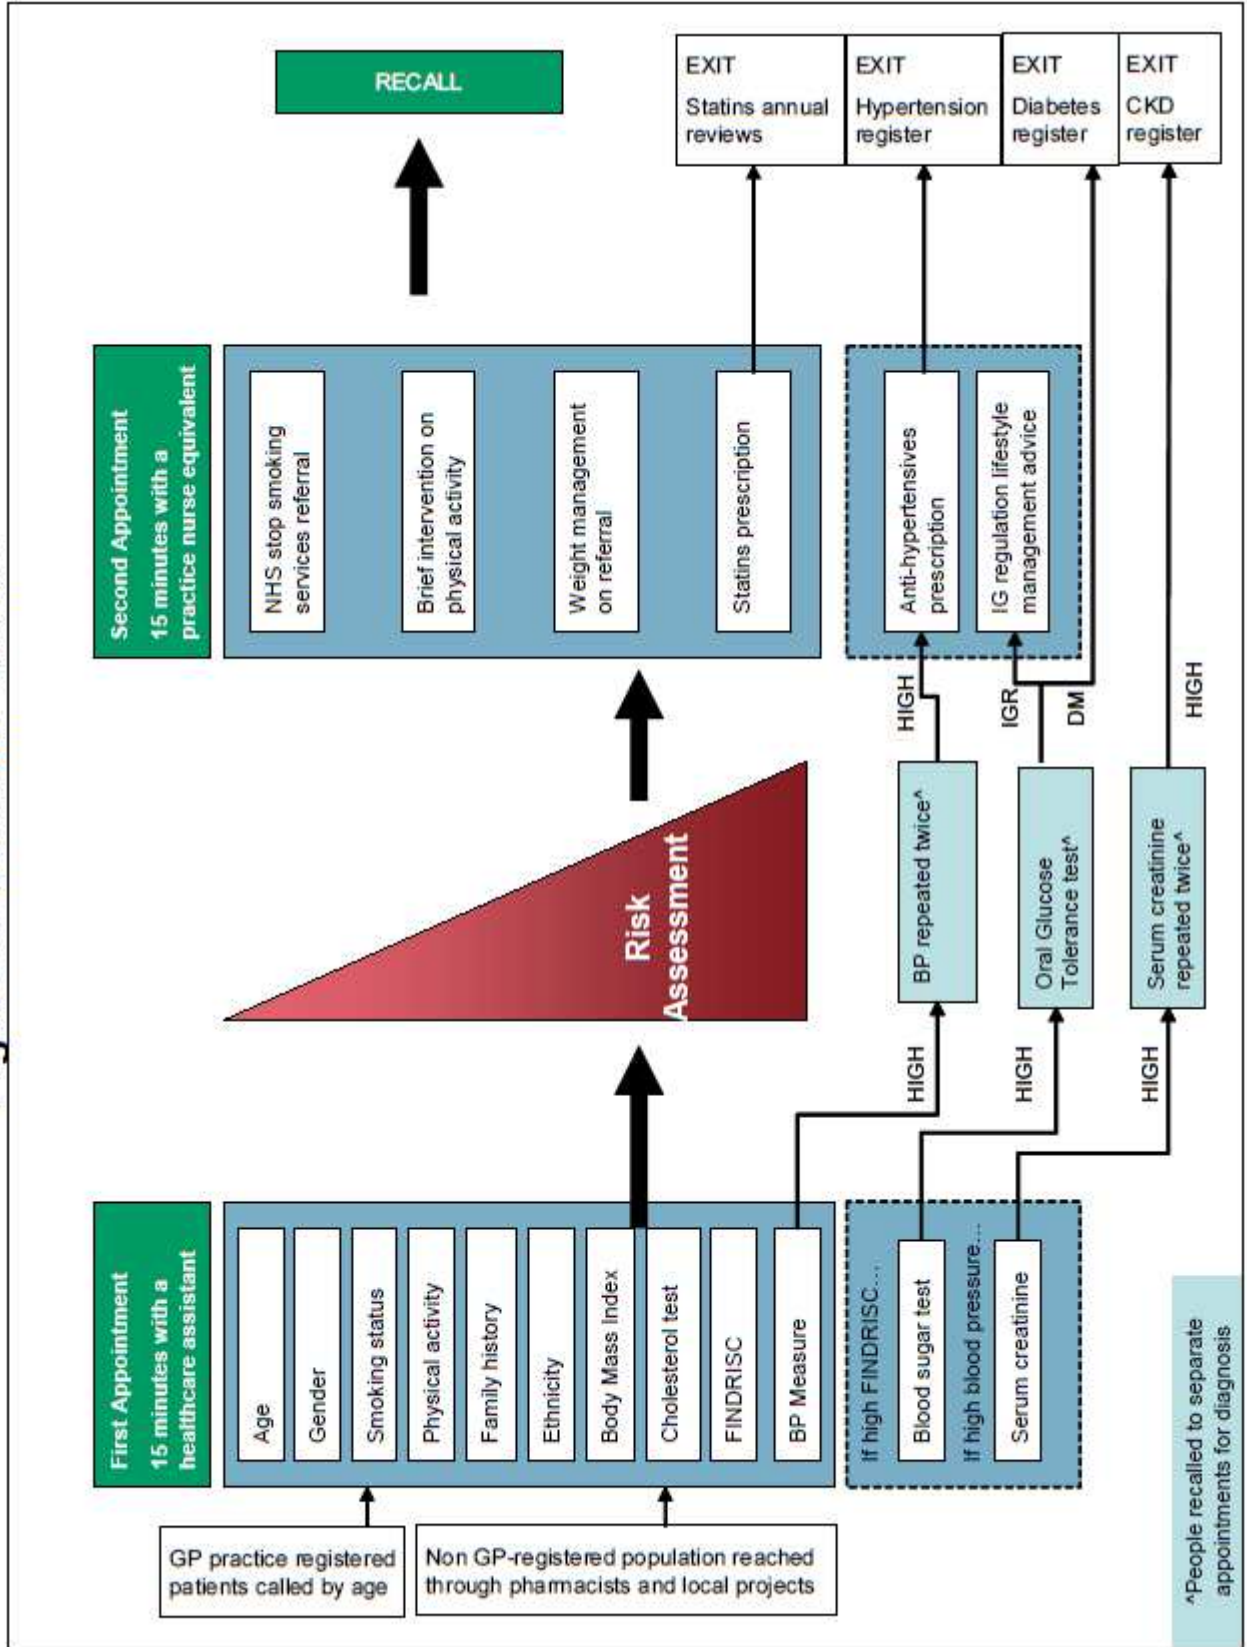 First Appointment
15 minutes with a
healthcare assistant
GP practice registered
patients called by age
Non GP-registered population reached
through pharmacists and local projects
Age
Gender
Smoking status
Physical activity
Family history
Ethnicity
Body Mass Index
Cholesterol test
FINDRISC
BP Measure
If high FINDRISC...
Blood sugar test
If high blood pressure...
Serum creatinine
Risk
Assessment
HIGH
BP repeated twice^
HIGH
HIGH
Oral Glucose
Tolerance test^
IGR
DM
HIGH
Serum creatinine
repeated twice^
HIGH
Second Appointment
15 minutes with a
practice nurse equivalent
NHS stop smoking
services referral
Brief intervention on
physical activity
Weight management
on referral
Statins prescription
Anti-hypertensives
prescription
IG regulation lifestyle
management advice
RECALL
EXIT
Statins annual
reviews
EXIT
Hypertension
register
EXIT
Diabetes
register
EXIT
CKD
register
^People recalled to separate
appointments for diagnosis